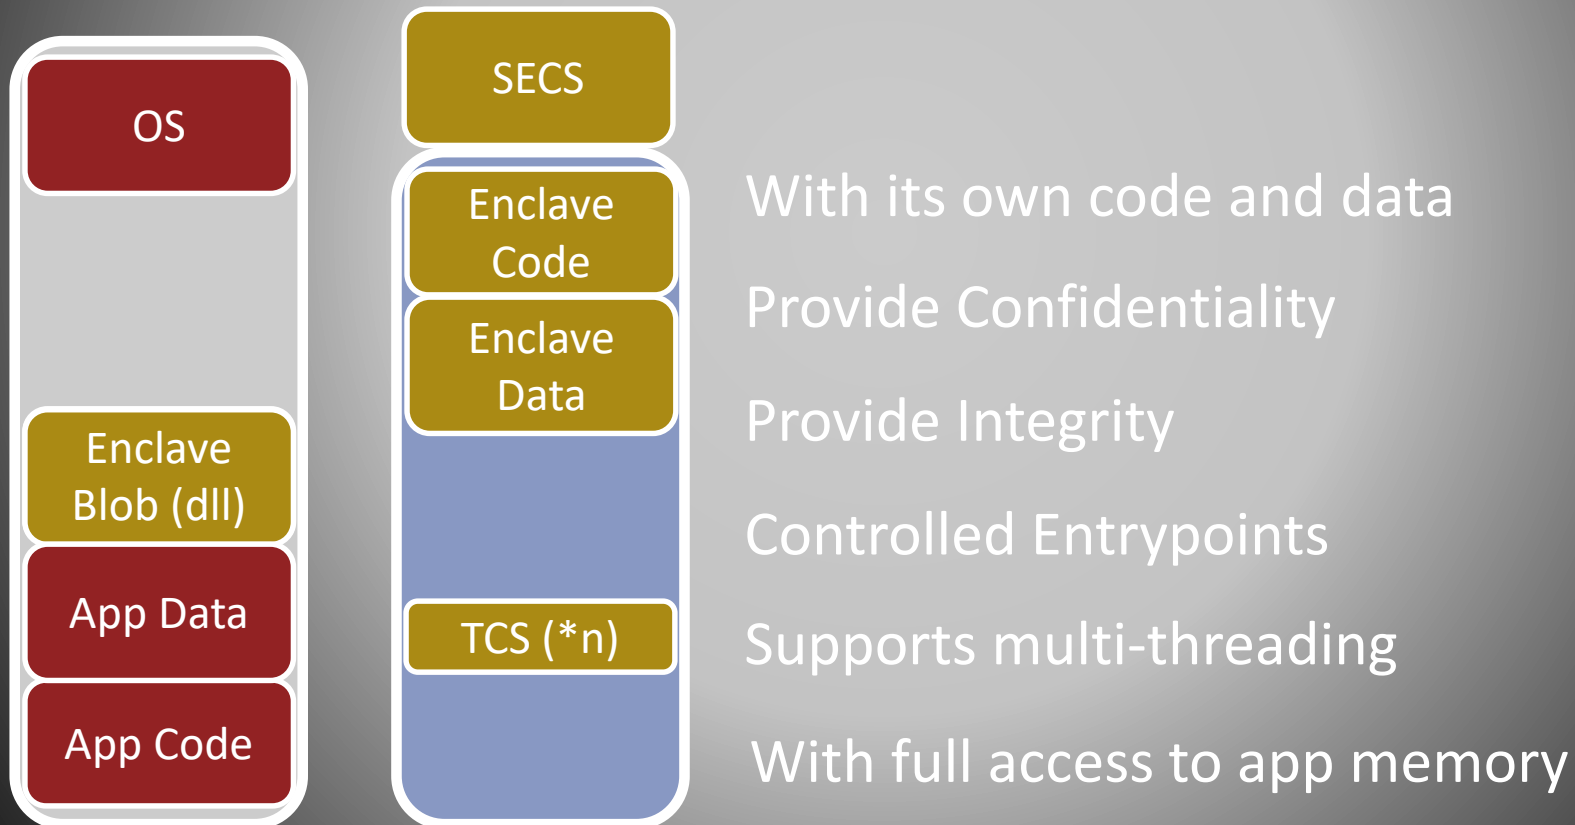 OS
Enclave
Blob (dll)
App Data
App Code
SECS
Enclave
Code
Enclave
Data
TCS (*n)
With its own code and data
Provide Confidentiality
Provide Integrity
Controlled Entrypoints
Supports multi-threading
With full access to app memory